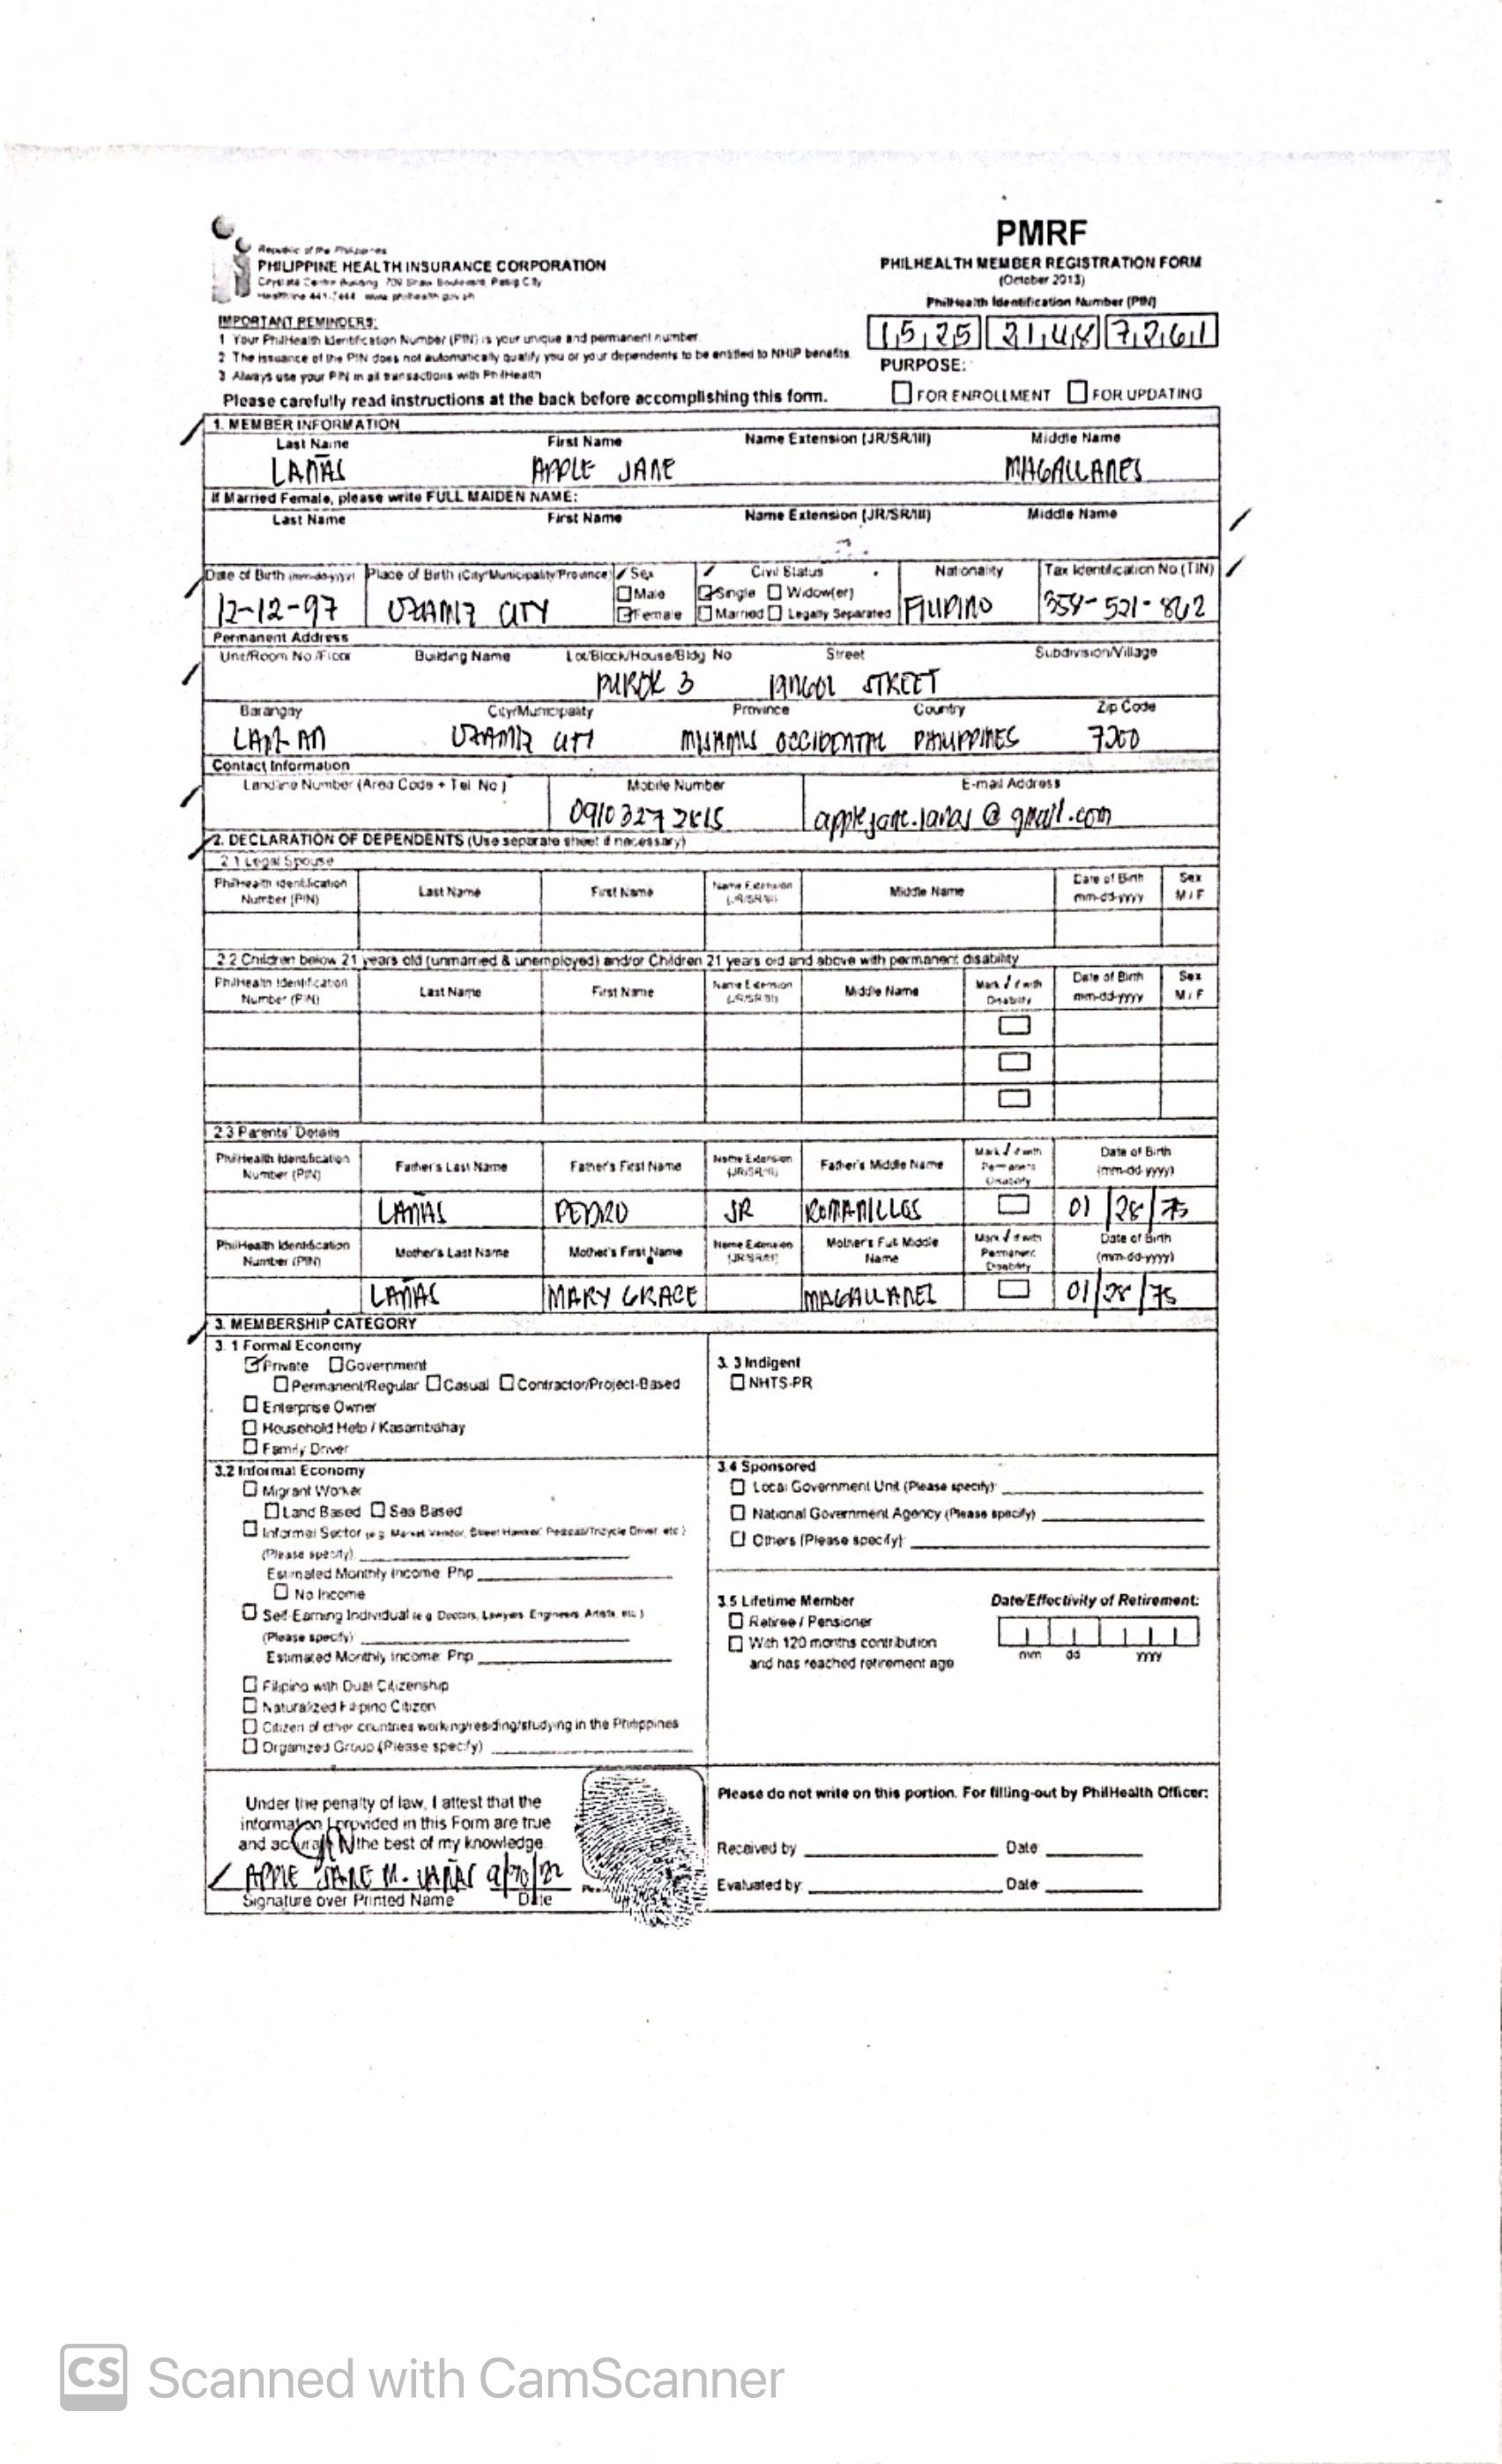 Republic of the Philippines
PHILIPPINE HEALTH INSURANCE CORPORATION
Citystate Centre Building 709 Shaw Boulevard, Pasig City
Healthline 441-7444 www.philhealth.gov.ph
PMRF
PHILHEALTH MEMBER REGISTRATION FORM
(October 2013)
PhilHealth Identification Number (PIN)
15 25 21 48 72 61
IMPORTANT REMINDERS:
1 Your PhilHealth Identification Number (PIN) is your unique and permanent number.
2 The issuance of the PIN does not automatically qualify you or your dependents to be entitled to NHIP benefits
3 Always use your PIN in all transactions with PhilHealth
PURPOSE:
Please carefully read instructions at the back before accomplishing this form.
FOR ENROLLMENT FOR UPDATING
1. MEMBER INFORMATION
Last Name First Name Name Extension (JR/SR/III) Middle Name
LAÑAS APPLE JANE MAGALLANES
If Married Female, please write FULL MAIDEN NAME:
Last Name First Name Name Extension (JR/SR/III) Middle Name
Date of Birth (mm-dd-yyyy) Place of Birth (City/Municipality/Province) Sex Civil Status Nationality Tax Identification No (TIN)
Male Single Widow(er)
12-12-97 OZAMIZ CITY Female Married Legally Separated FILIPINO 358-521-862
Permanent Address
Unit/Room No./Floor Building Name Lot/Block/House/Bldg No Street Subdivision/Village
PUROK 3 STREET
Barangay City/Municipality Province Country Zip Code
OZAMIZ CITY MISAMIS OCCIDENTAL PHILIPPINES 7200
Contact Information
Landline Number (Area Code + Tel No) Mobile Number E-mail Address
0910 327 2815 applejane.lanas@gmail.com
2. DECLARATION OF DEPENDENTS (Use separate sheet if necessary)
2.1 Legal Spouse
PhilHealth Identification Number (PIN) Last Name First Name Name Extension (JR/SR/III) Middle Name Date of Birth mm-dd-yyyy Sex M/F
2.2 Children below 21 years old (unmarried & unemployed) and/or Children 21 years old and above with permanent disability
PhilHealth Identification Number (PIN) Last Name First Name Name Extension (JR/SR/III) Middle Name Mark √ if with Disability Date of Birth mm-dd-yyyy Sex M/F
2.3 Parents' Details
PhilHealth Identification Number (PIN) Father's Last Name Father's First Name Name Extension (JR/SR/III) Father's Middle Name Mark √ if with Permanent Disability Date of Birth (mm-dd-yyyy)
LAÑAS PEDRO JR ROMANILLOS 01/28/75
PhilHealth Identification Number (PIN) Mother's Last Name Mother's First Name Name Extension (JR/SR/III) Mother's Full Middle Name Mark √ if with Permanent Disability Date of Birth (mm-dd-yyyy)
LAÑAS MARY GRACE MAGALLANES 01/28/75
3. MEMBERSHIP CATEGORY
3.1 Formal Economy
Private Government
Permanent/Regular Casual Contractor/Project-Based
Enterprise Owner
Household Help / Kasambahay
Family Driver
3.3 Indigent
NHTS-PR
3.2 Informal Economy
Migrant Worker
Land Based Sea Based
Informal Sector (e.g. Market Vendor, Street Hawker, Pedicab/Tricycle Driver, etc.)
(Please specify)
Estimated Monthly Income: Php
No Income
Self-Earning Individual (e.g Doctors, Lawyers, Engineers, Artists, etc.)
(Please specify)
Estimated Monthly Income: Php
Filipino with Dual Citizenship
Naturalized Filipino Citizen
Citizen of other countries working/residing/studying in the Philippines
Organized Group (Please specify)
3.4 Sponsored
Local Government Unit (Please specify)
National Government Agency (Please specify)
Others (Please specify)
3.5 Lifetime Member Date/Effectivity of Retirement:
Retiree / Pensioner
With 120 months contribution
and has reached retirement age
mm dd yyyy
Under the penalty of law, I attest that the
information I provided in this Form are true
and accurate the best of my knowledge
APPLE JANE M. LAÑAS
Signature over Printed Name Date
Please do not write on this portion. For filling-out by PhilHealth Officer:
Received by Date
Evaluated by Date
CS Scanned with CamScanner